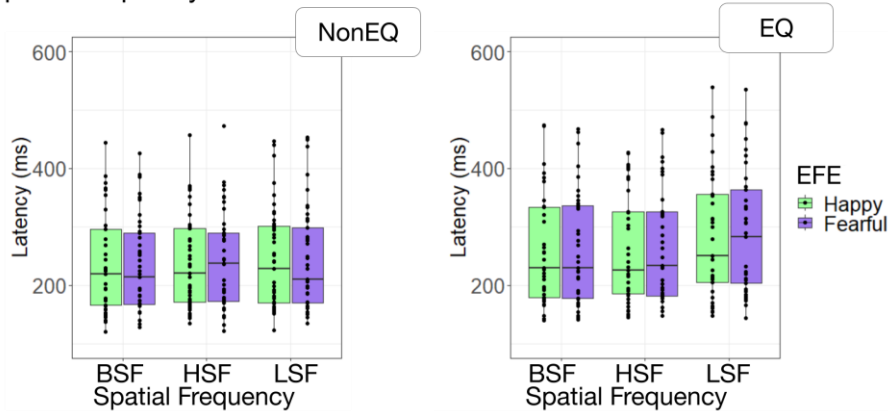 NonEQ
600
400
200
Latency (ms)
BSF HSF LSF
Spatial Frequency
EQ
600
400
200
Latency (ms)
BSF HSF LSF
Spatial Frequency
EFE
Happy
Fearful